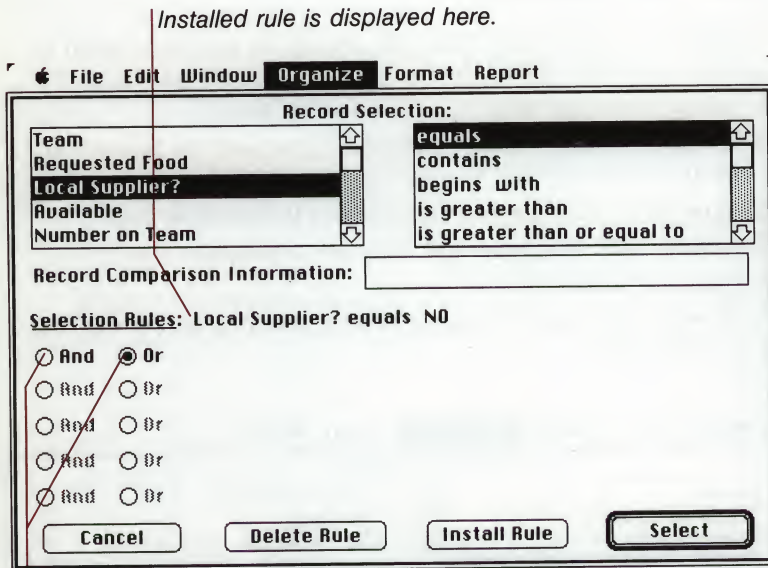 Installed rule is displayed here.
File Edit Window Organize Format Report
Record Selection:
Team
Requested Food
Local Supplier?
Available
Number on Team
equals
contains
begins with
is greater than
is greater than or equal to
Record Comparison Information:
Selection Rules: Local Supplier? equals NO
And Or
And Or
And Or
And Or
And Or
Cancel Delete Rule Install Rule Select